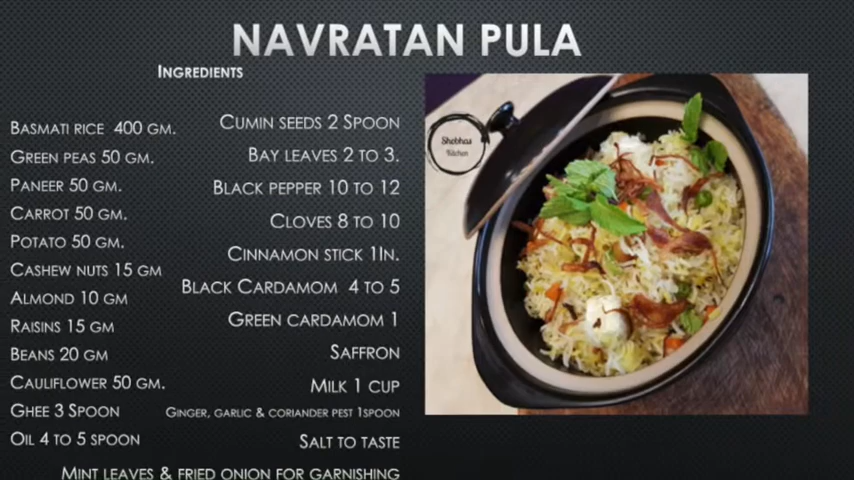 NAVRATAN PULA
INGREDIENTS
BASMATI RICE 400 GM.
GREEN PEAS 50 GM.
PANEER 50 GM.
CARROT 50 GM.
POTATO 50 GM.
CASHEW NUTS 15 GM
ALMOND 10 GM
RAISINS 15 GM
BEANS 20 GM
CAULIFLOWER 50 GM.
GHEE 3 SPOON
OIL 4 TO 5 SPOON
CUMIN SEEDS 2 SPOON
BAY LEAVES 2 TO 3.
BLACK PEPPER 10 TO 12
CLOVES 8 TO 10
CINNAMON STICK 1IN.
BLACK CARDAMOM 4 TO 5
GREEN CARDAMOM 1
SAFFRON
MILK 1 CUP
GINGER, GARLIC & CORIANDER PEST 1SPOON
SALT TO TASTE
MINT LEAVES & FRIED ONION FOR GARNISHING
Shobhas
Kitchen